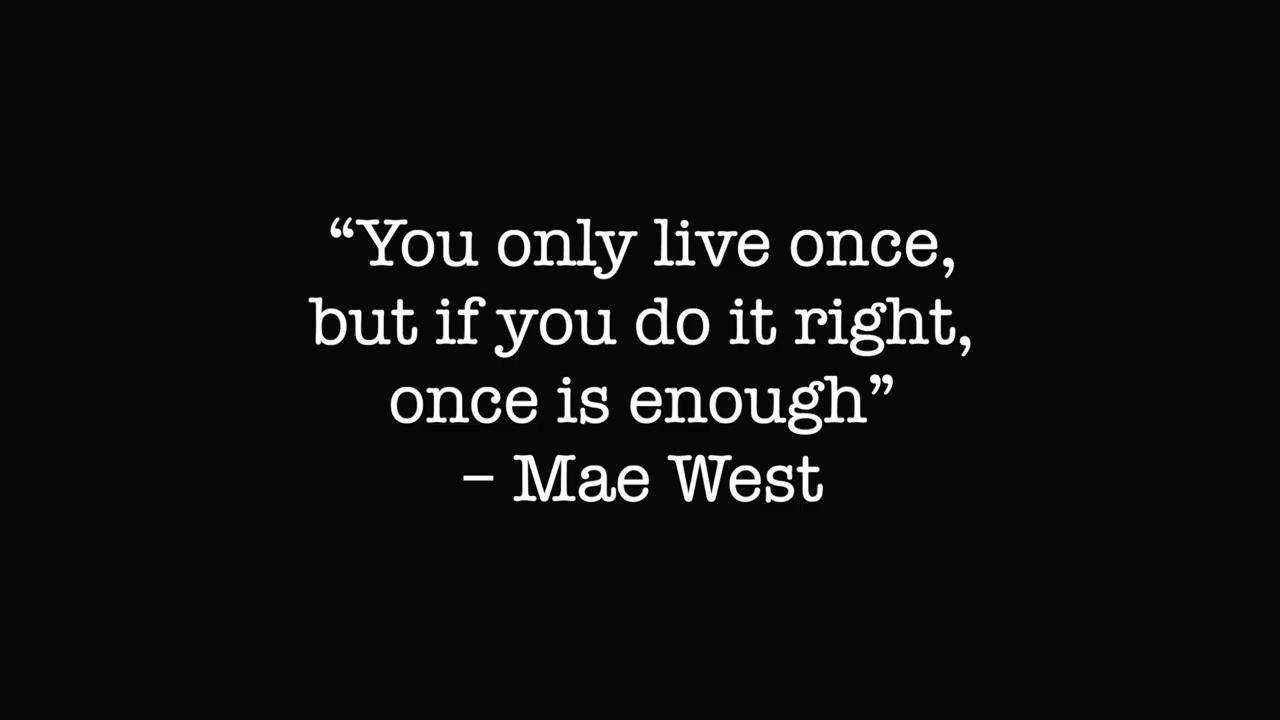 “You only live once,
but if you do it right,
once is enough”
– Mae West